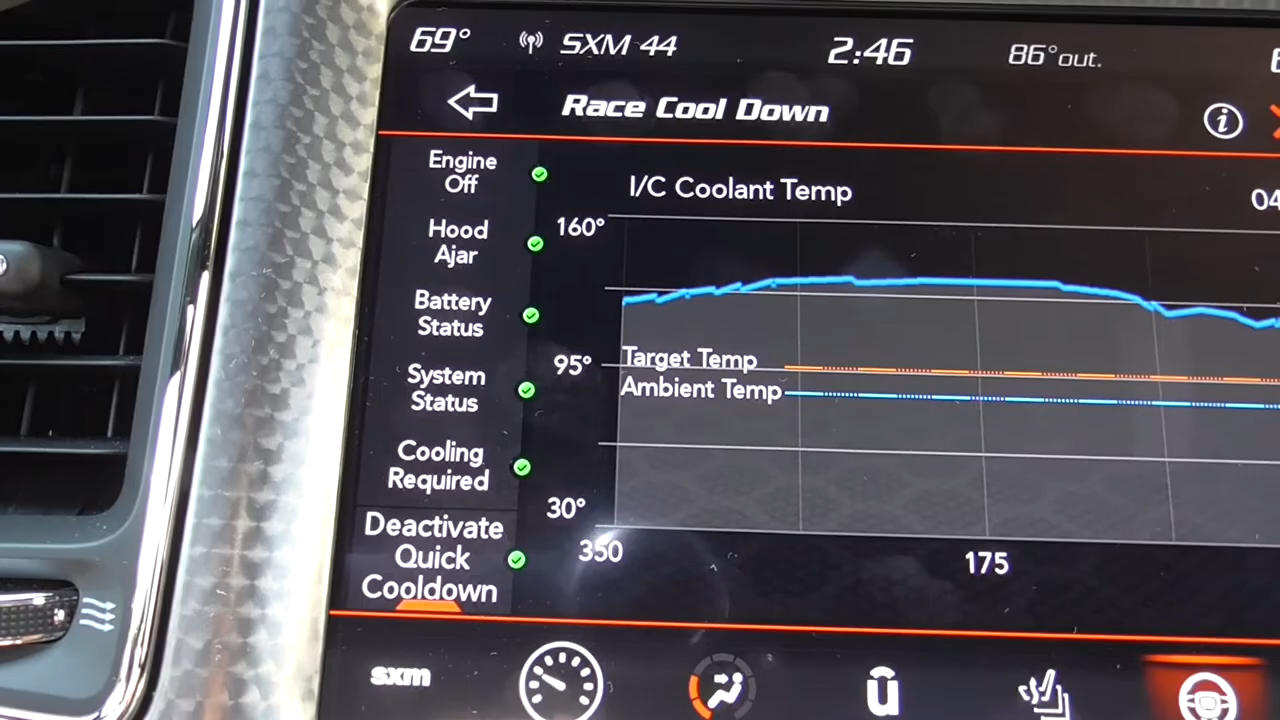 69° SXM 44 2:46 86° out.
Race Cool Down
Engine
Off
Hood
Ajar
Battery
Status
System
Status
Cooling
Required
Deactivate
Quick
Cooldown
I/C Coolant Temp
04
160°
Target Temp
95°
Ambient Temp
30°
350 175
sxm